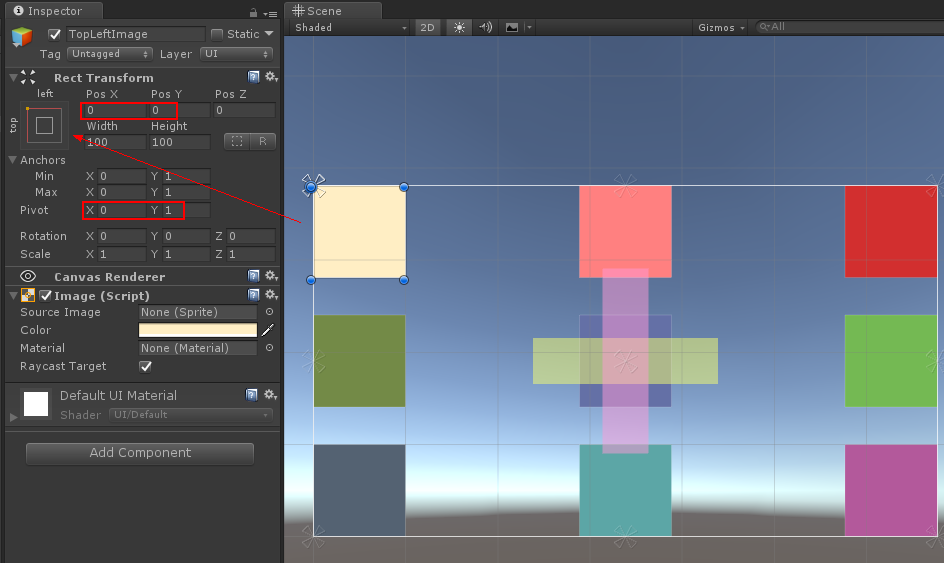 Inspector
TopLeftImage
Static
Tag Untagged Layer UI
Rect Transform
left
Pos X Pos Y Pos Z
0 0 0
top
Width Height
100 100
R
Anchors
Min X 0 Y 1
Max X 0 Y 1
Pivot X 0 Y 1
Rotation X 0 Y 0 Z 0
Scale X 1 Y 1 Z 1
Canvas Renderer
Image (Script)
Source Image None (Sprite)
Color
Material None (Material)
Raycast Target
Default UI Material
Shader UI/Default
Add Component
Scene
Shaded 2D Gizmos All